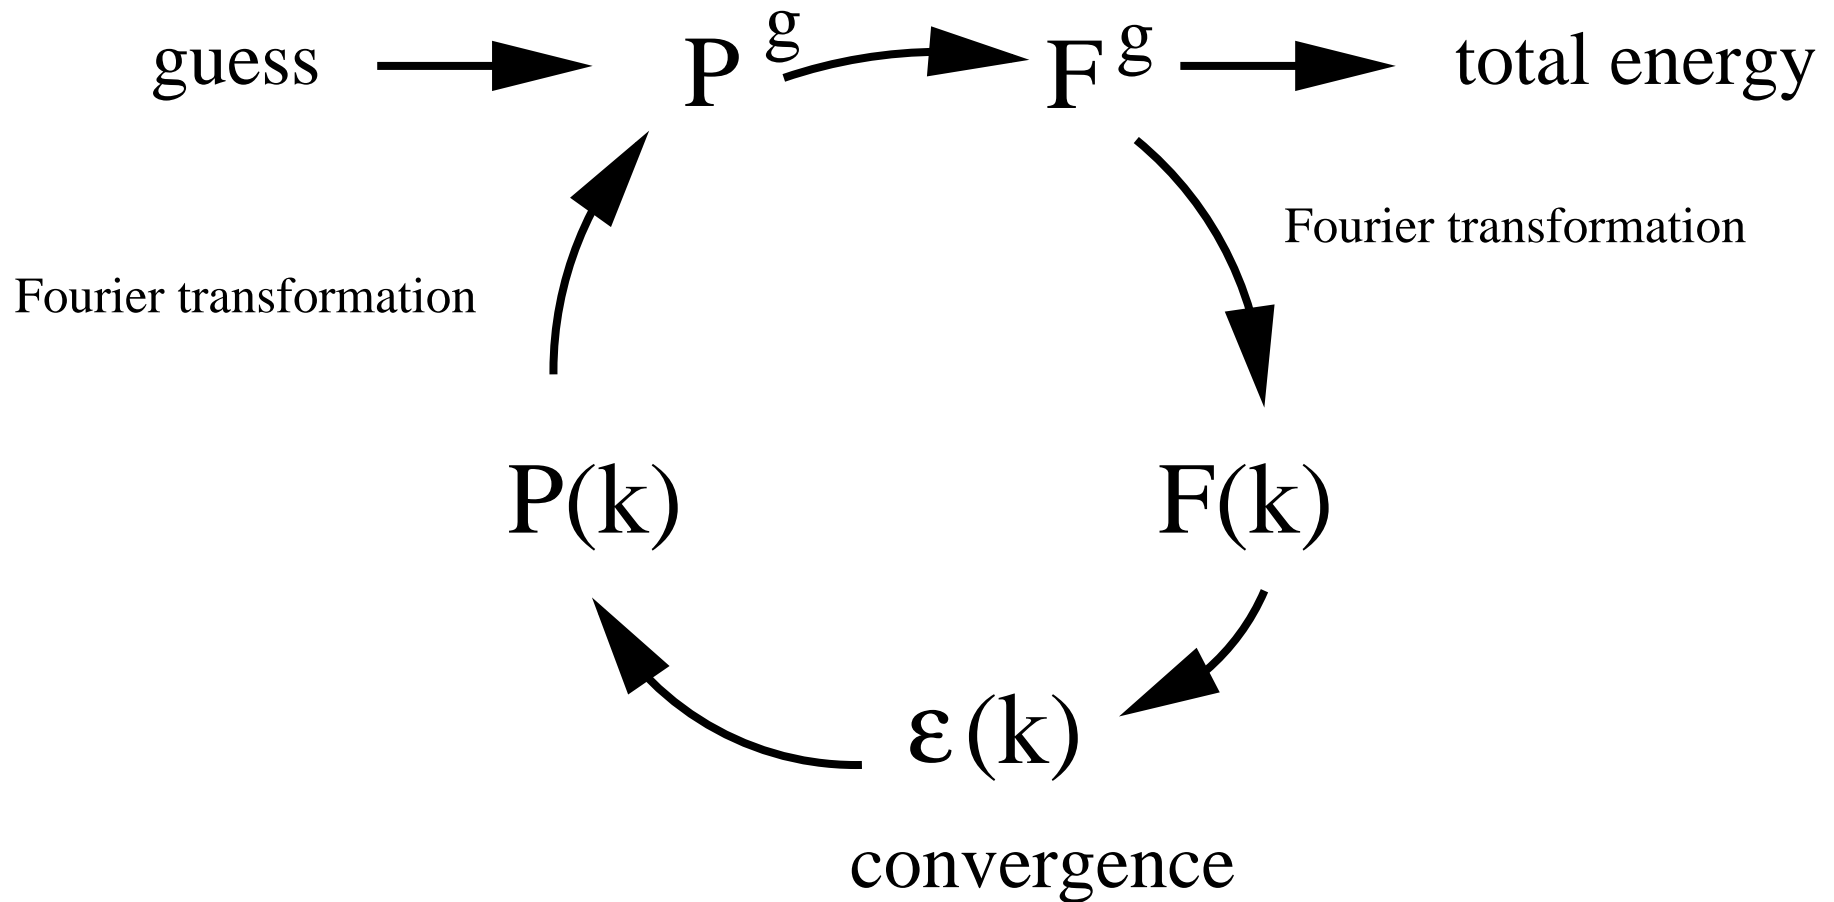 guess P^g F^g total energy
Fourier transformation
Fourier transformation
P(k) F(k)
ε(k)
convergence